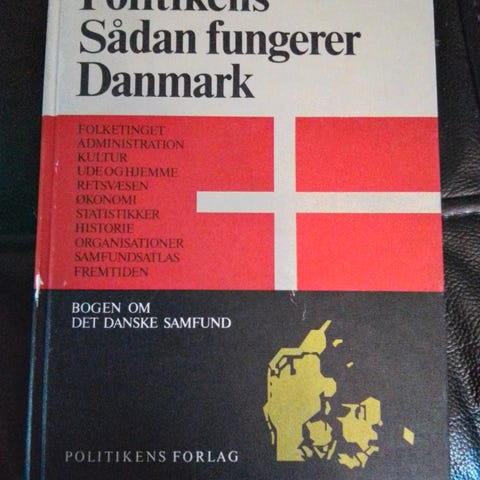 Politikens
Sådan fungerer
Danmark
FOLKETINGET
ADMINISTRATION
KULTUR
UDE OG HJEMME
RETSVÆSEN
ØKONOMI
STATISTIKKER
HISTORIE
ORGANISATIONER
SAMFUNDSATLAS
FREMTIDEN
BOGEN OM
DET DANSKE SAMFUND
POLITIKENS FORLAG